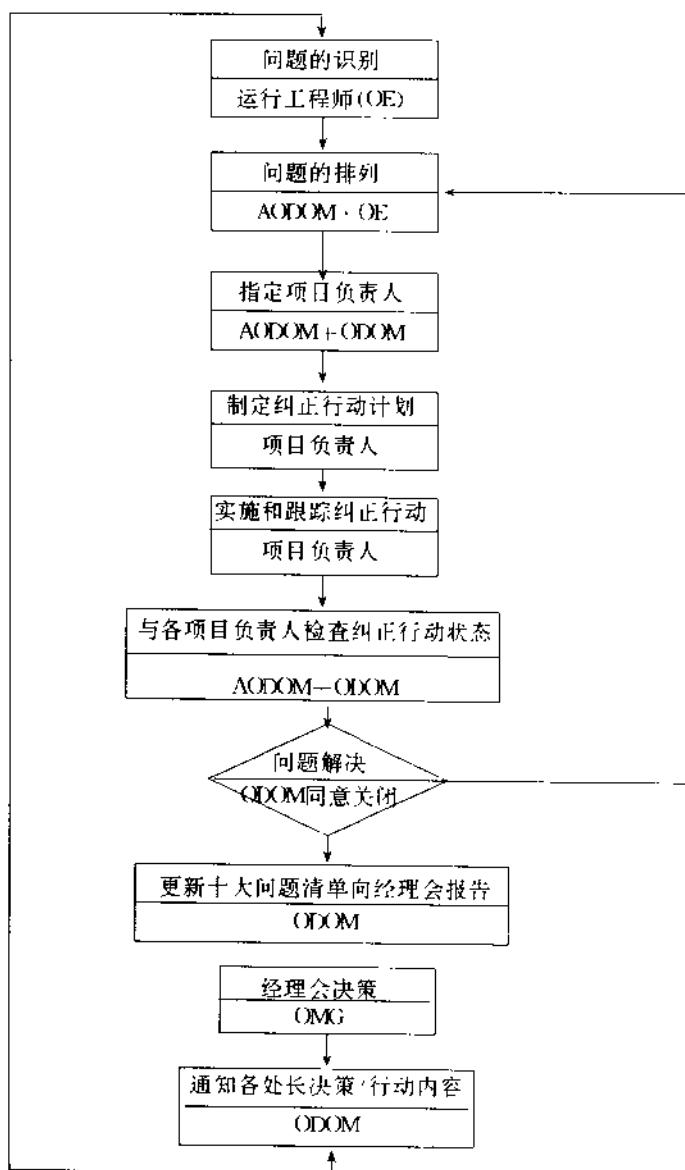 问题的识别
运行工程师(OE)
问题的排列
AODOM·OE
指定项目负责人
AODOM+ODOM
制定纠正行动计划
项目负责人
实施和跟踪纠正行动
项目负责人
与各项目负责人检查纠正行动状态
AODOM-ODOM
问题解决
ODOM同意关闭
更新十大问题清单向经理会报告
ODOM
经理会决策
OMG
通知各处长决策/行动内容
ODOM